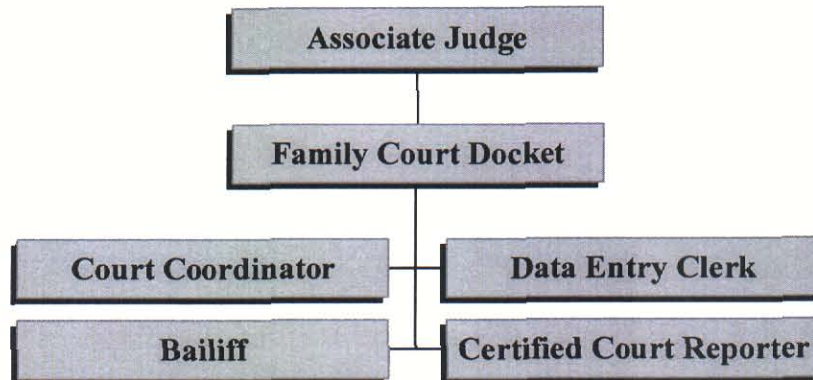 Associate Judge
Family Court Docket
Court Coordinator
Data Entry Clerk
Bailiff
Certified Court Reporter